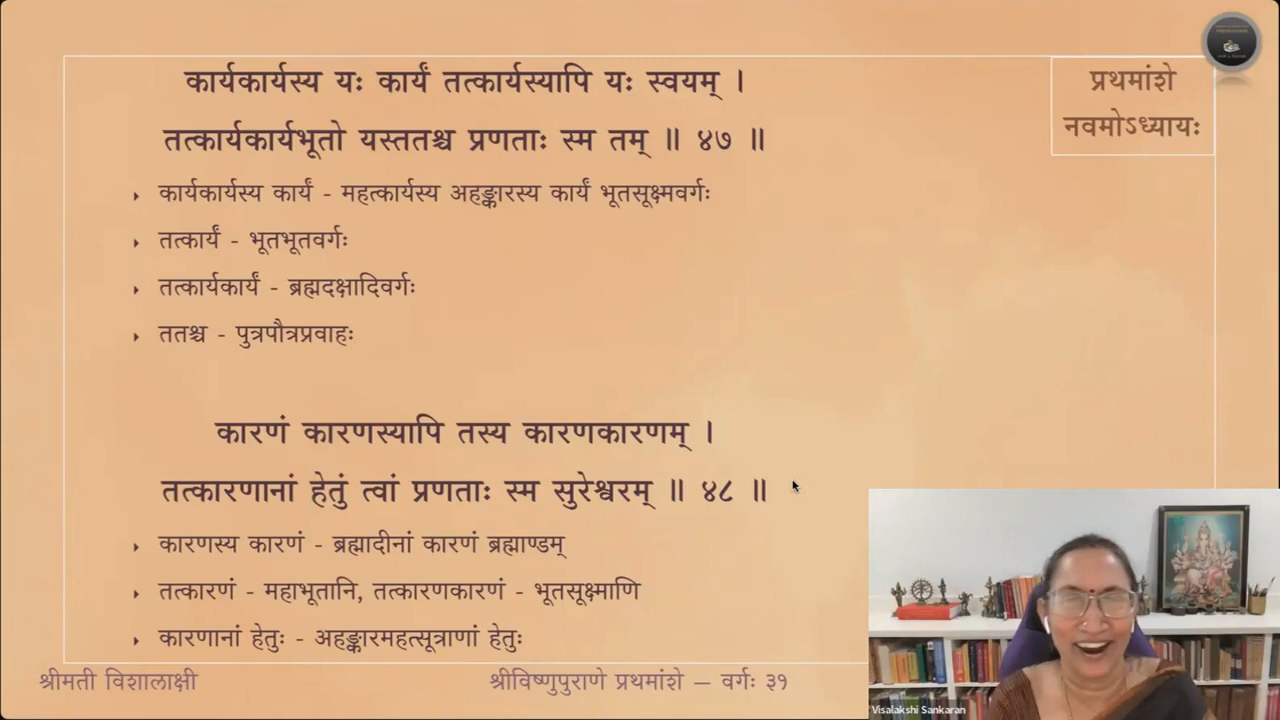 कार्यकार्यस्य यः कार्यं तत्कार्यस्यापि यः स्वयम् ।
तत्कार्यकार्यभूतो यस्ततश्च प्रणताः स्म तम् ॥ ४७ ॥
प्रथमांशे
नवमोऽध्यायः
कार्यकार्यस्य कार्यं - महत्कार्यस्य अहङ्कारस्य कार्यं भूतसूक्ष्मवर्गः
तत्कार्यं - भूतभूतवर्गः
तत्कार्यकार्यं - ब्रह्मदक्षादिवर्गः
ततश्च - पुत्रपौत्रप्रवाहः
कारणं कारणस्यापि तस्य कारणकारणम् ।
तत्कारणानां हेतुं त्वां प्रणताः स्म सुरेश्वरम् ॥ ४८ ॥
कारणस्य कारणं - ब्रह्मादीनां कारणं ब्रह्माण्डम्
तत्कारणं - महाभूतानि, तत्कारणकारणं - भूतसूक्ष्माणि
कारणानां हेतुः - अहङ्कारमहत्सूत्राणां हेतुः
श्रीमती विशालाक्षी
श्रीविष्णुपुराणे प्रथमांशे – वर्गः ३१
Visalakshi Sankaran